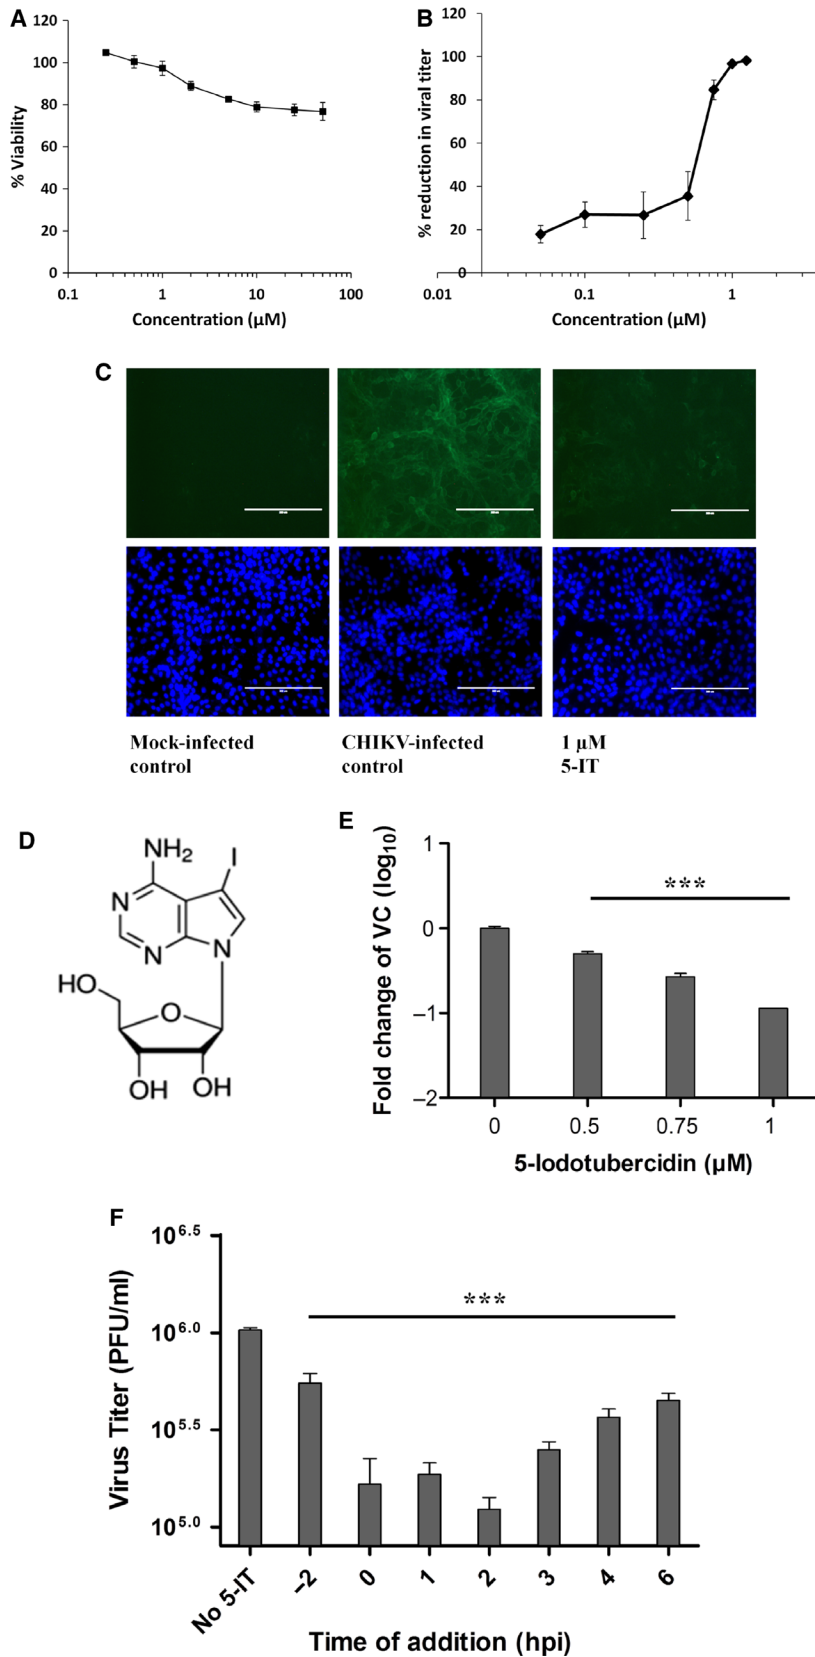 A
120
100
80
60
40
20
0
% Viability
0.1 1 10 100
Concentration (µM)
B
120
100
80
60
40
20
0
% reduction in viral titer
0.01 0.1 1
Concentration (µM)
C
Mock-infected
control
CHIKV-infected
control
1 µM
5-IT
D
NH2
I
N
N
N
HO
O
OH
OH
E
1
0
−1
−2
Fold change of VC (log10)
***
0 0.5 0.75 1
5-Iodotubercidin (µM)
F
10^6.5
10^6.0
10^5.5
10^5.0
Virus Titer (PFU/ml)
***
No 5-IT −2 0 1 2 3 4 6
Time of addition (hpi)